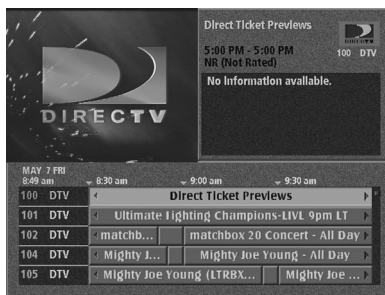 Direct Ticket Previews
5:00 PM - 5:00 PM
NR (Not Rated)
100 DTV
No Information available.
DIRECTV
MAY 7 FRI
8:49 am 8:30 am 9:00 am 9:30 am
100 DTV Direct Ticket Previews
101 DTV Ultimate Fighting Champions-LIVE 9pm ET
102 DTV matchb... matchbox 20 Concert - All Day
104 DTV Mighty J... Mighty Joe Young - All Day
105 DTV Mighty Joe Young (LTRBX... Mighty Joe ...